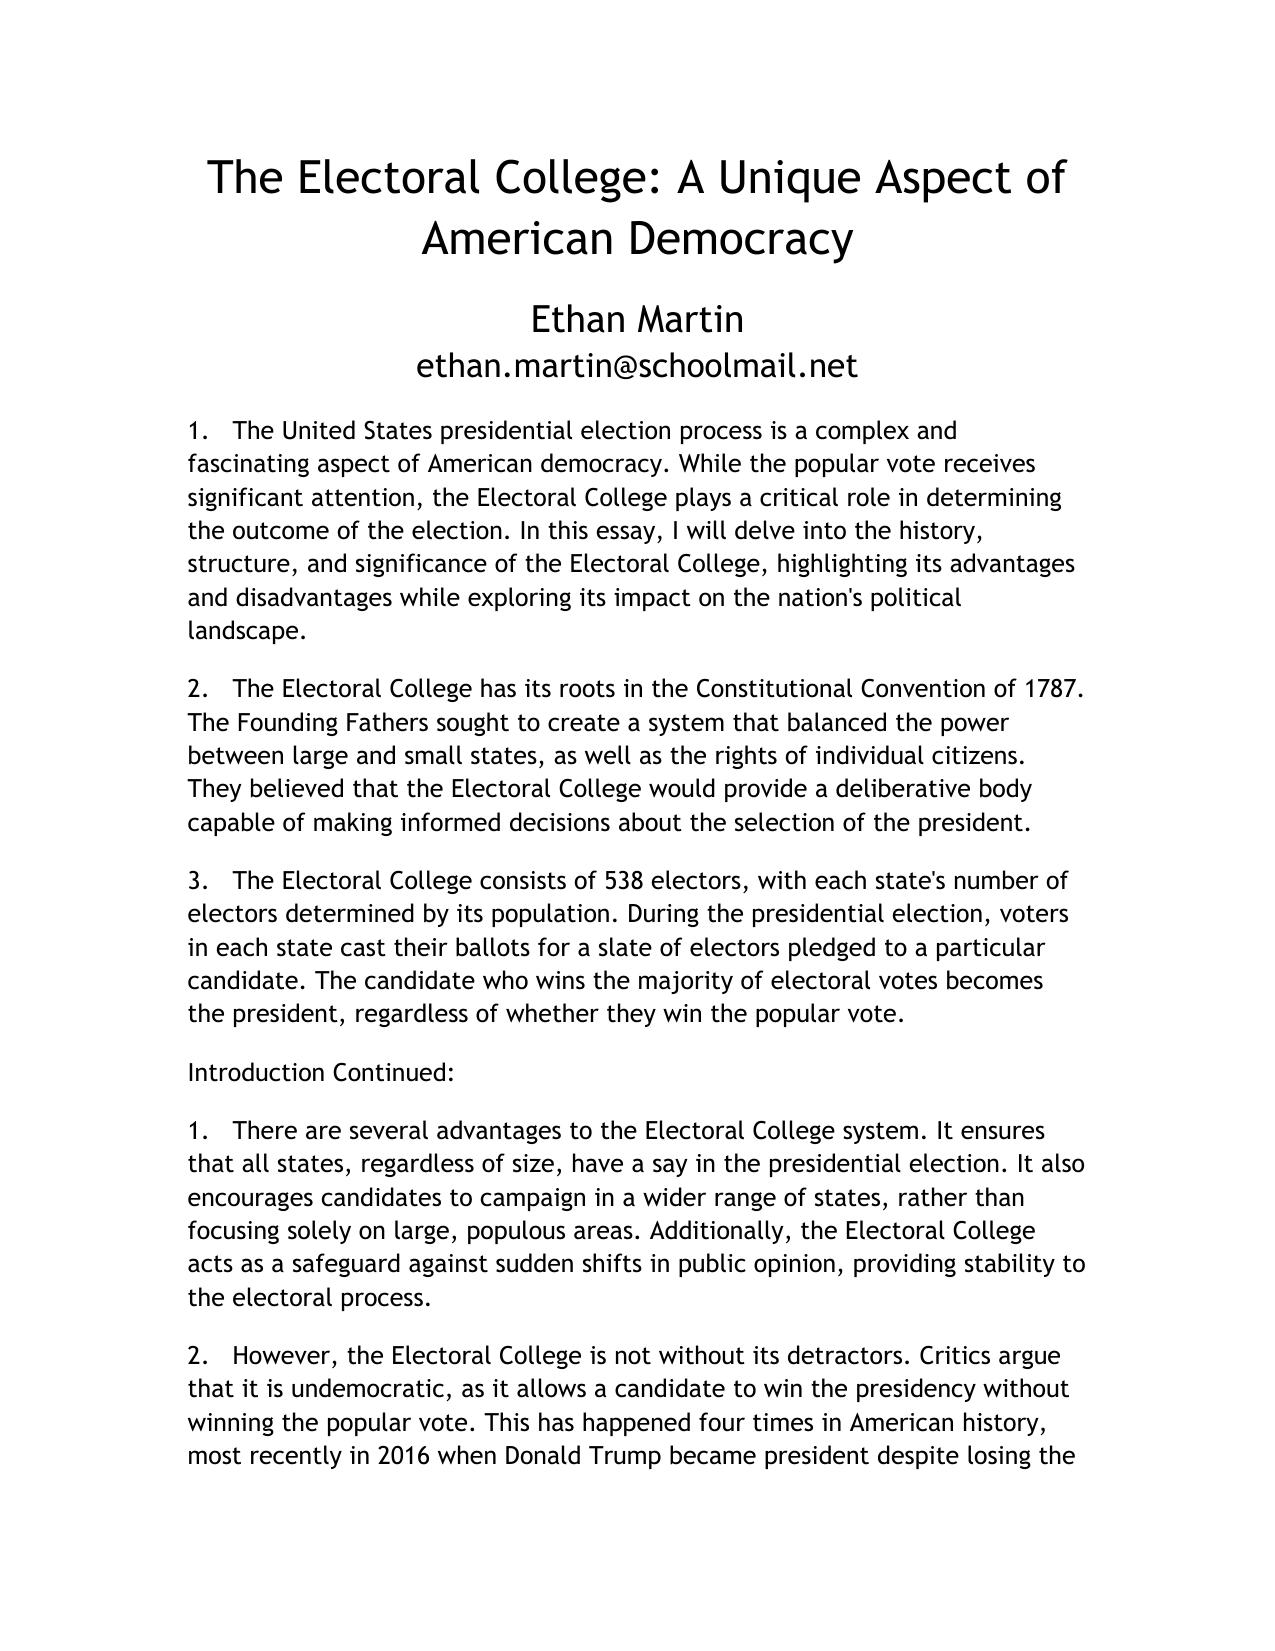 The Electoral College: A Unique Aspect of
American Democracy
Ethan Martin
ethan.martin@schoolmail.net
1. The United States presidential election process is a complex and
fascinating aspect of American democracy. While the popular vote receives
significant attention, the Electoral College plays a critical role in determining
the outcome of the election. In this essay, I will delve into the history,
structure, and significance of the Electoral College, highlighting its advantages
and disadvantages while exploring its impact on the nation's political
landscape.
2. The Electoral College has its roots in the Constitutional Convention of 1787.
The Founding Fathers sought to create a system that balanced the power
between large and small states, as well as the rights of individual citizens.
They believed that the Electoral College would provide a deliberative body
capable of making informed decisions about the selection of the president.
3. The Electoral College consists of 538 electors, with each state's number of
electors determined by its population. During the presidential election, voters
in each state cast their ballots for a slate of electors pledged to a particular
candidate. The candidate who wins the majority of electoral votes becomes
the president, regardless of whether they win the popular vote.
Introduction Continued:
1. There are several advantages to the Electoral College system. It ensures
that all states, regardless of size, have a say in the presidential election. It also
encourages candidates to campaign in a wider range of states, rather than
focusing solely on large, populous areas. Additionally, the Electoral College
acts as a safeguard against sudden shifts in public opinion, providing stability to
the electoral process.
2. However, the Electoral College is not without its detractors. Critics argue
that it is undemocratic, as it allows a candidate to win the presidency without
winning the popular vote. This has happened four times in American history,
most recently in 2016 when Donald Trump became president despite losing the